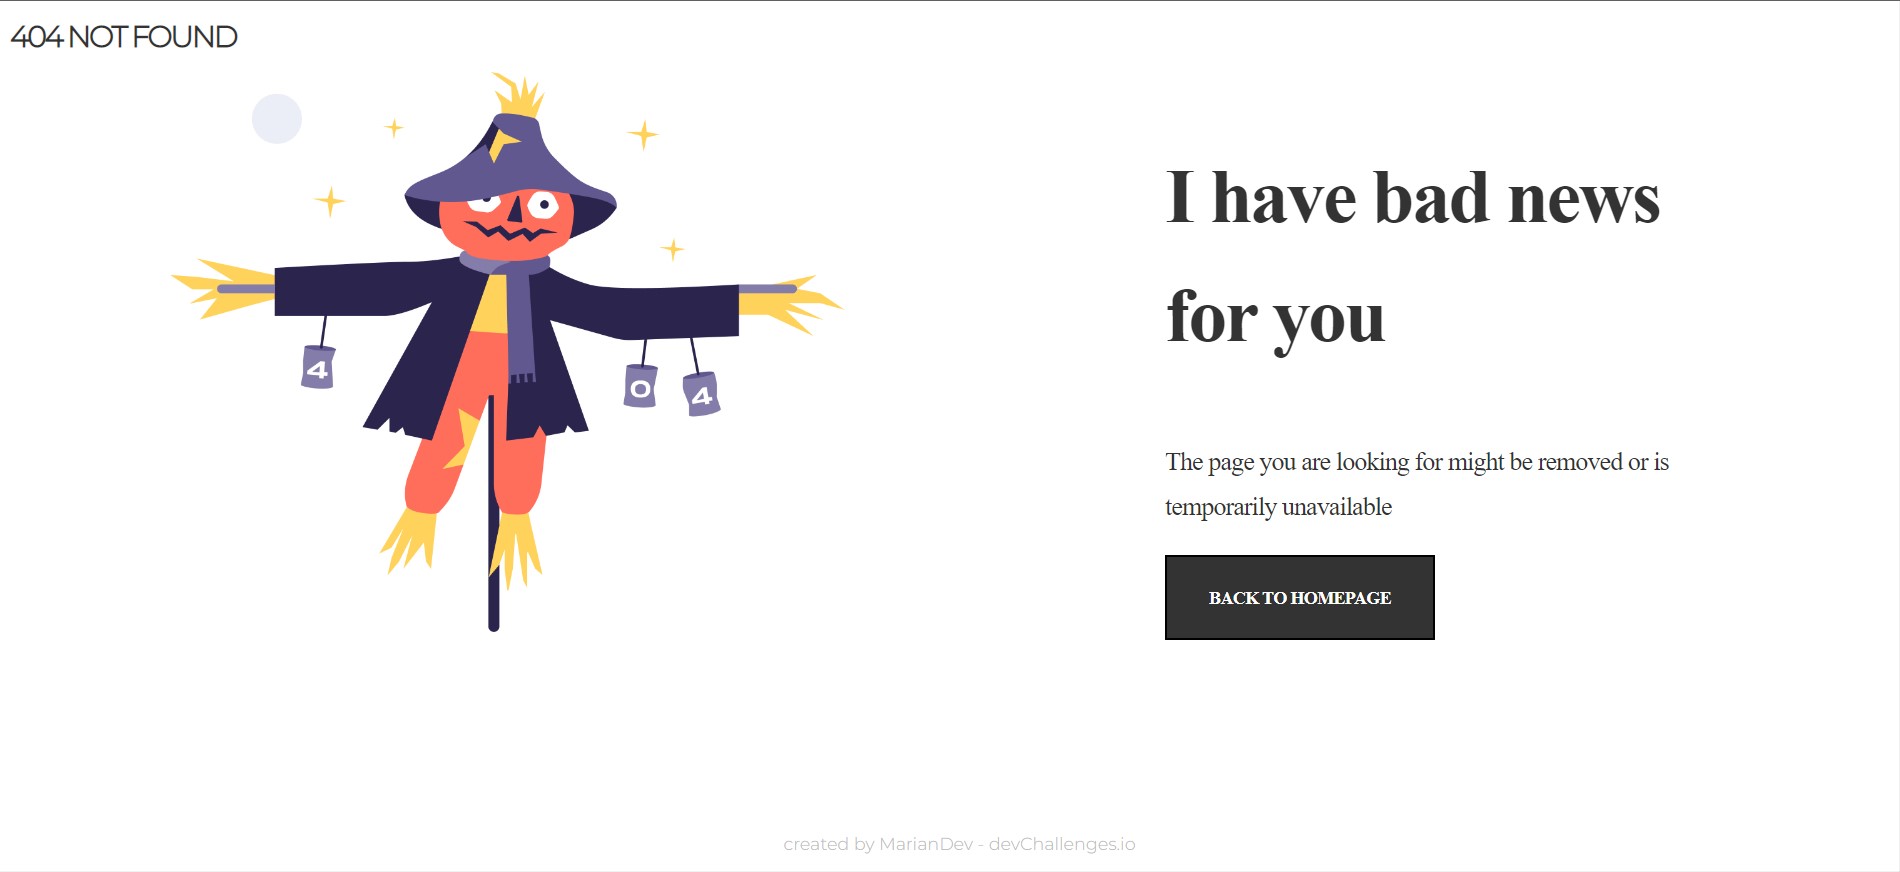 404 NOT FOUND
4
0
4
I have bad news
for you
The page you are looking for might be removed or is
temporarily unavailable
BACK TO HOMEPAGE
created by MarianDev - devChallenges.io